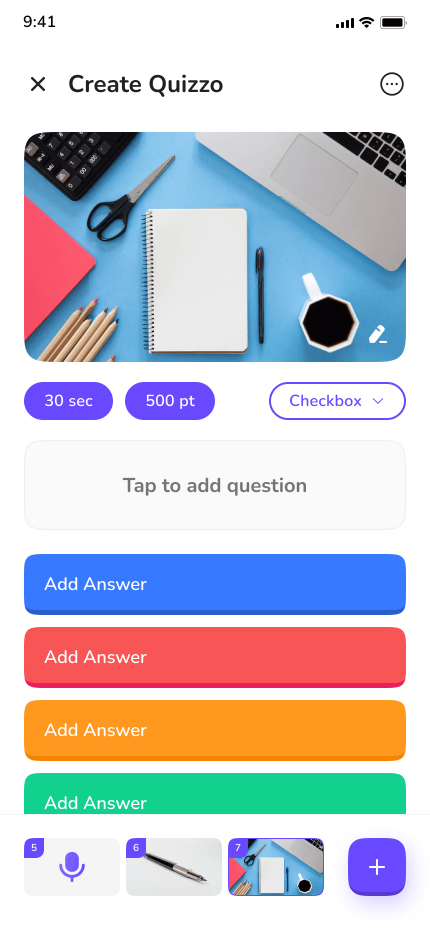 9:41
Create Quizzo
30 sec
500 pt
Checkbox
Tap to add question
Add Answer
Add Answer
Add Answer
Add Answer
5
6
7